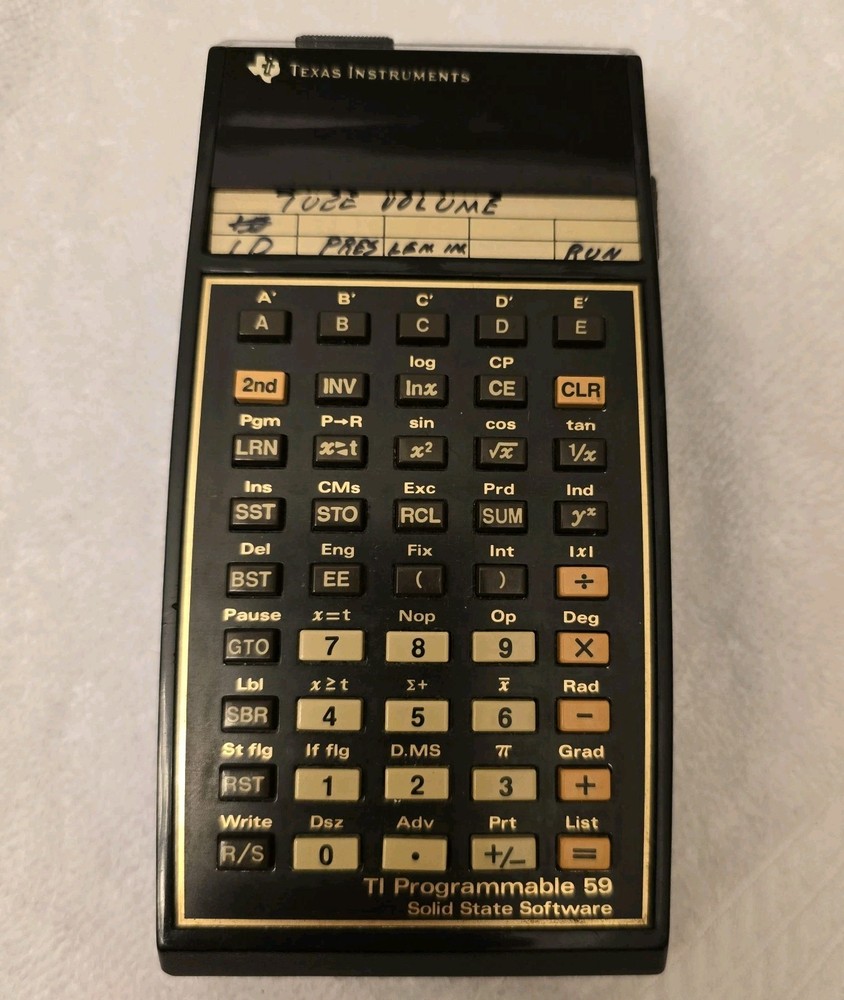 TEXAS INSTRUMENTS
TUBE VOLUME
ID PRES LEN IN RUN
A' B' C' D' E'
A B C D E
log CP
2nd INV lnx CE CLR
Pgm P→R sin cos tan
LRN x⇄t x² √x 1/x
Ins CMs Exc Prd Ind
SST STO RCL SUM yˣ
Del Eng Fix Int |x|
BST EE ( ) ÷
Pause x=t Nop Op Deg
GTO 7 8 9 ×
Lbl x≥t Σ+ x̄ Rad
SBR 4 5 6 −
St flg If flg D.MS π Grad
RST 1 2 3 +
Write Dsz Adv Prt List
R/S 0 . +/− =
TI Programmable 59
Solid State Software